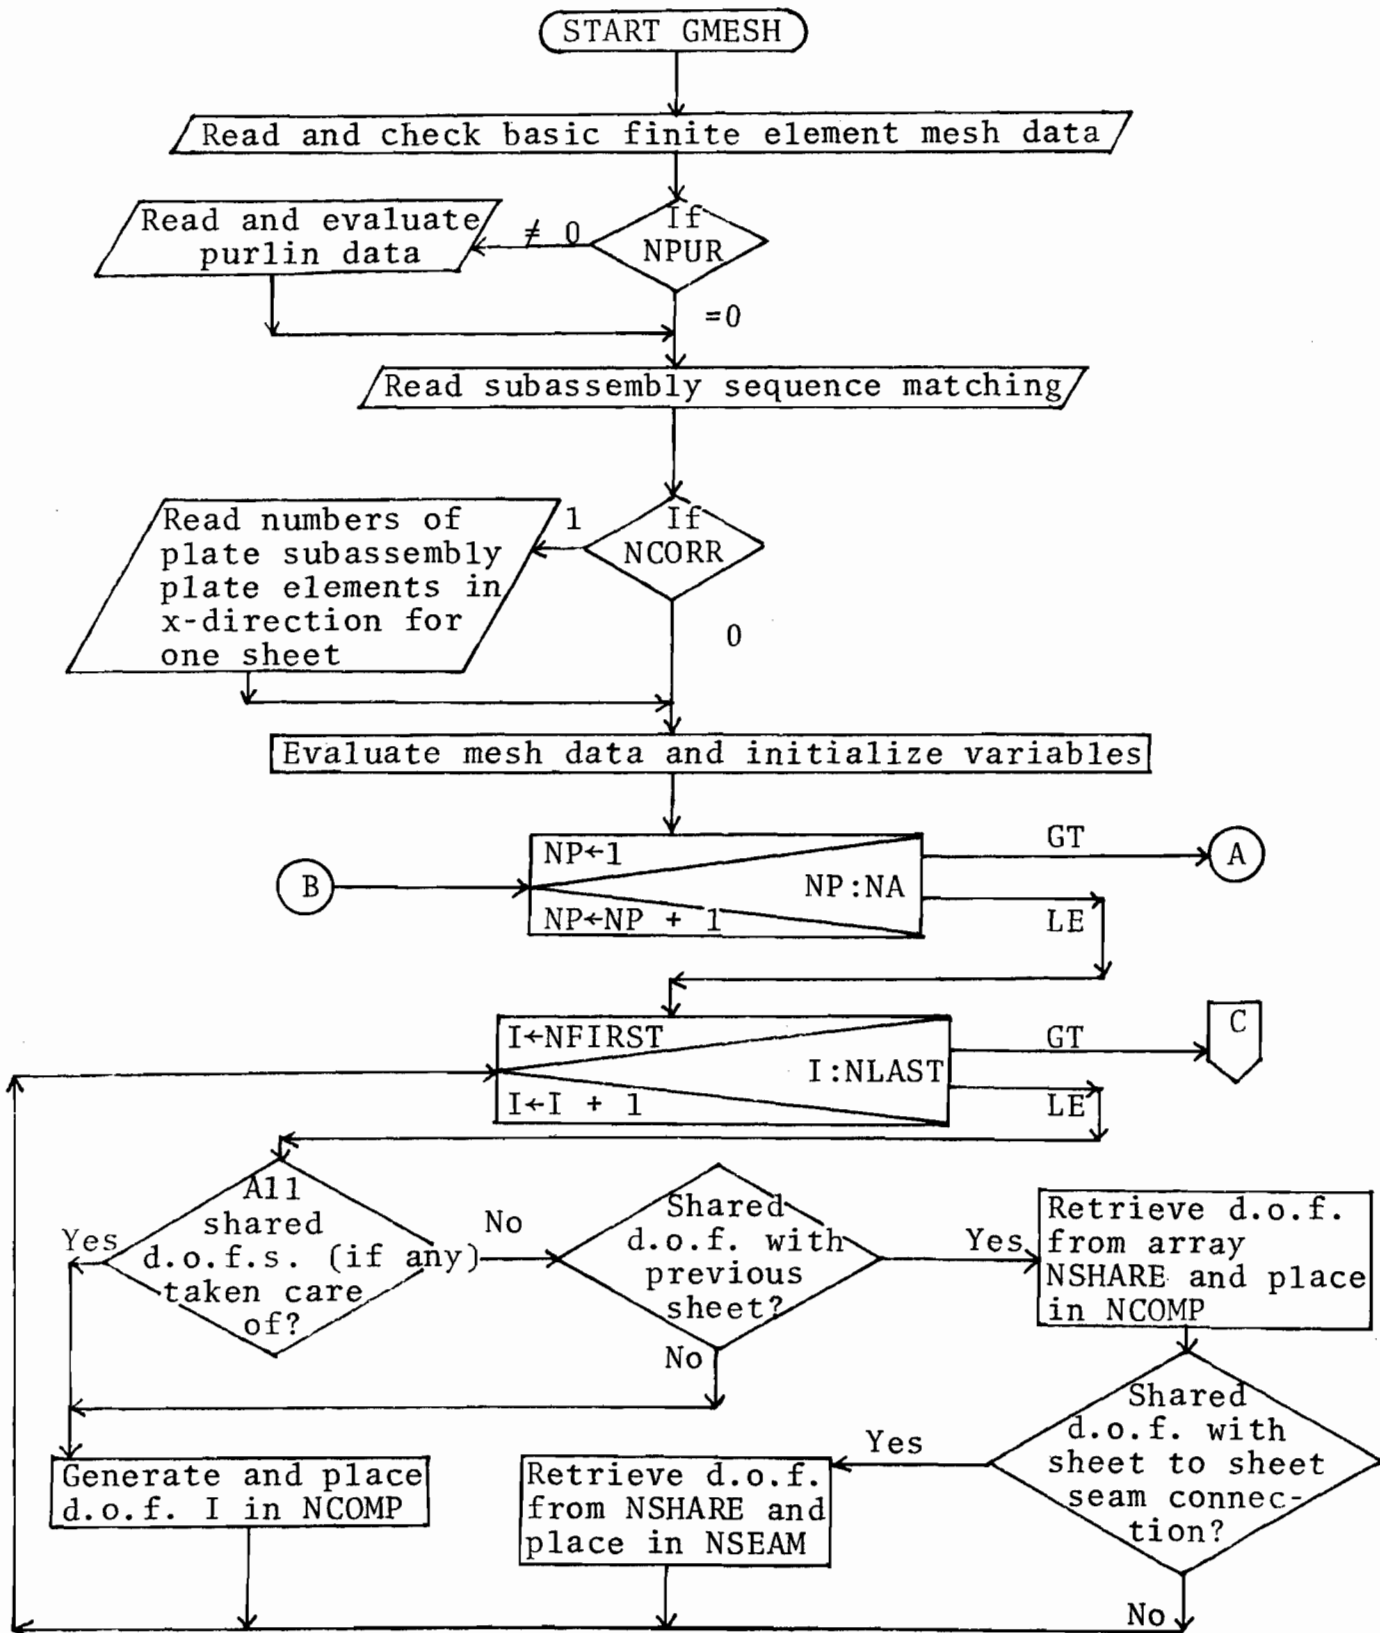 START GMESH
Read and check basic finite element mesh data
If
NPUR
≠ 0
Read and evaluate
purlin data
=0
Read subassembly sequence matching
If
NCORR
1
Read numbers of
plate subassembly
plate elements in
x-direction for
one sheet
0
Evaluate mesh data and initialize variables
B
NP←1
NP:NA
NP←NP + 1
GT
A
LE
I←NFIRST
I:NLAST
I←I + 1
GT
C
LE
All
shared
d.o.f.s. (if any)
taken care
of?
Yes
No
Shared
d.o.f. with
previous
sheet?
Yes
No
Retrieve d.o.f.
from array
NSHARE and place
in NCOMP
Shared
d.o.f. with
sheet to sheet
seam connec-
tion?
Yes
No
Generate and place
d.o.f. I in NCOMP
Retrieve d.o.f.
from NSHARE and
place in NSEAM